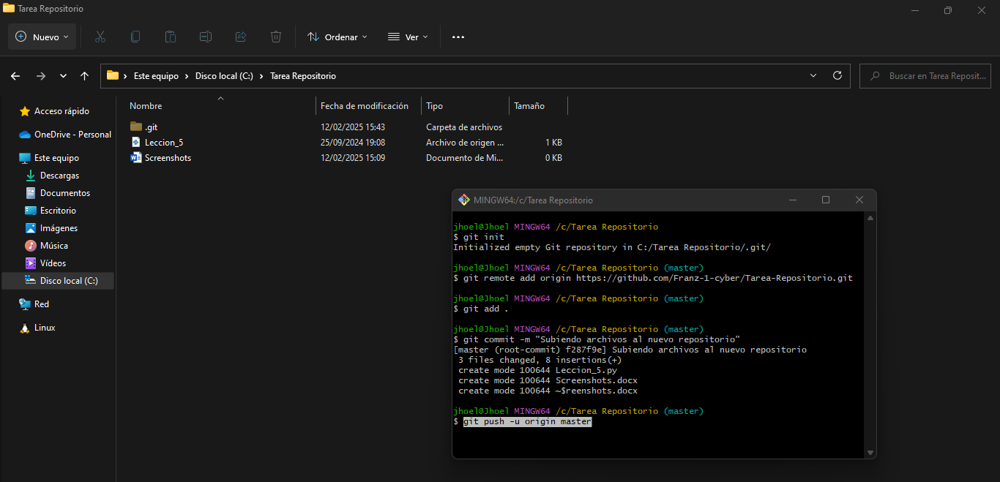 Tarea Repositorio
Nuevo
Ordenar
Ver
Este equipo > Disco local (C:) > Tarea Repositorio
Buscar en Tarea Reposit...
Acceso rápido
OneDrive - Personal
Este equipo
Descargas
Documentos
Escritorio
Imágenes
Música
Vídeos
Disco local (C:)
Red
Linux
Nombre Fecha de modificación Tipo Tamaño
.git 12/02/2025 15:43 Carpeta de archivos
Leccion_5 25/09/2024 19:08 Archivo de origen ... 1 KB
Screenshots 12/02/2025 15:09 Documento de Mi... 0 KB
MINGW64:/c/Tarea Repositorio
jhoel@Jhoel MINGW64 /c/Tarea Repositorio
$ git init
Initialized empty Git repository in C:/Tarea Repositorio/.git/
jhoel@Jhoel MINGW64 /c/Tarea Repositorio (master)
$ git remote add origin https://github.com/Franz-1-cyber/Tarea-Repositorio.git
jhoel@Jhoel MINGW64 /c/Tarea Repositorio (master)
$ git add .
jhoel@Jhoel MINGW64 /c/Tarea Repositorio (master)
$ git commit -m "Subiendo archivos al nuevo repositorio"
[master (root-commit) f287f9e] Subiendo archivos al nuevo repositorio
3 files changed, 8 insertions(+)
create mode 100644 Leccion_5.py
create mode 100644 Screenshots.docx
create mode 100644 ~$reenshots.docx
jhoel@Jhoel MINGW64 /c/Tarea Repositorio (master)
$ git push -u origin master